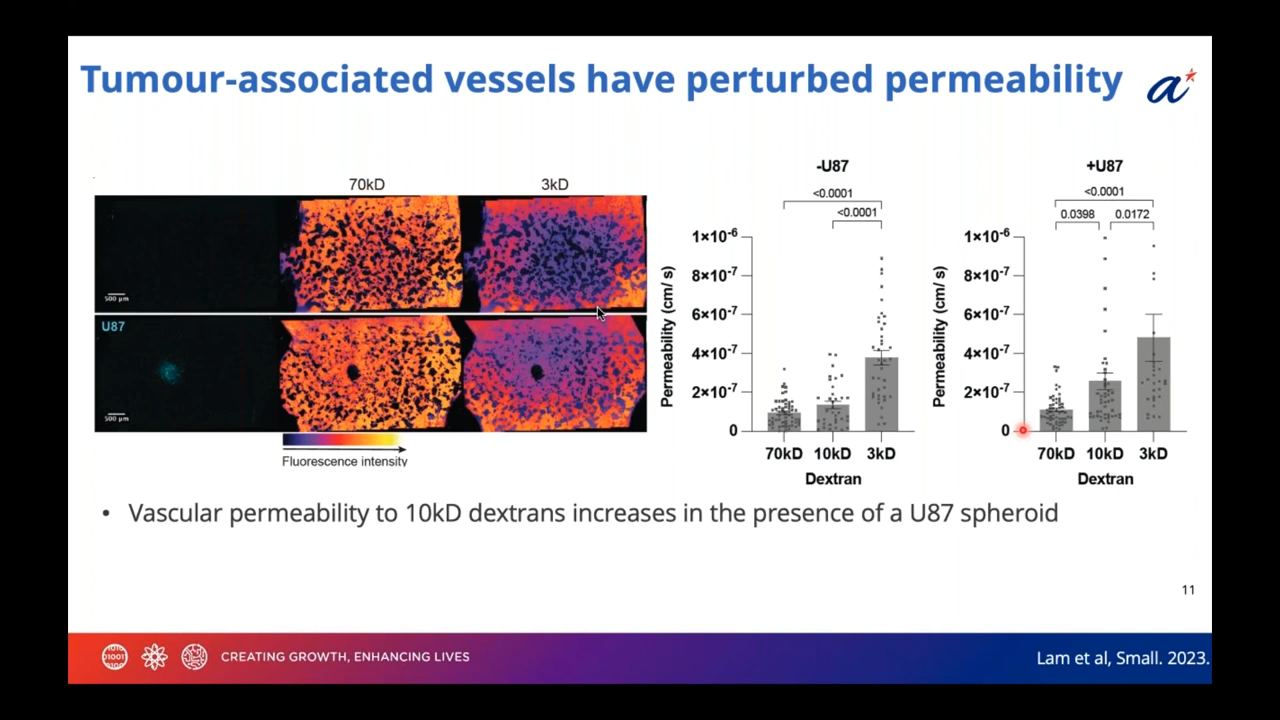 Tumour-associated vessels have perturbed permeability
a*
70kD
3kD
500 µm
U87
500 µm
Fluorescence intensity
-U87
<0.0001
<0.0001
1×10-6
8×10-7
6×10-7
4×10-7
2×10-7
0
Permeability (cm/ s)
70kD 10kD 3kD
Dextran
+U87
<0.0001
0.0398
0.0172
1×10-6
8×10-7
6×10-7
4×10-7
2×10-7
0
Permeability (cm/ s)
70kD 10kD 3kD
Dextran
• Vascular permeability to 10kD dextrans increases in the presence of a U87 spheroid
11
CREATING GROWTH, ENHANCING LIVES
Lam et al, Small. 2023.